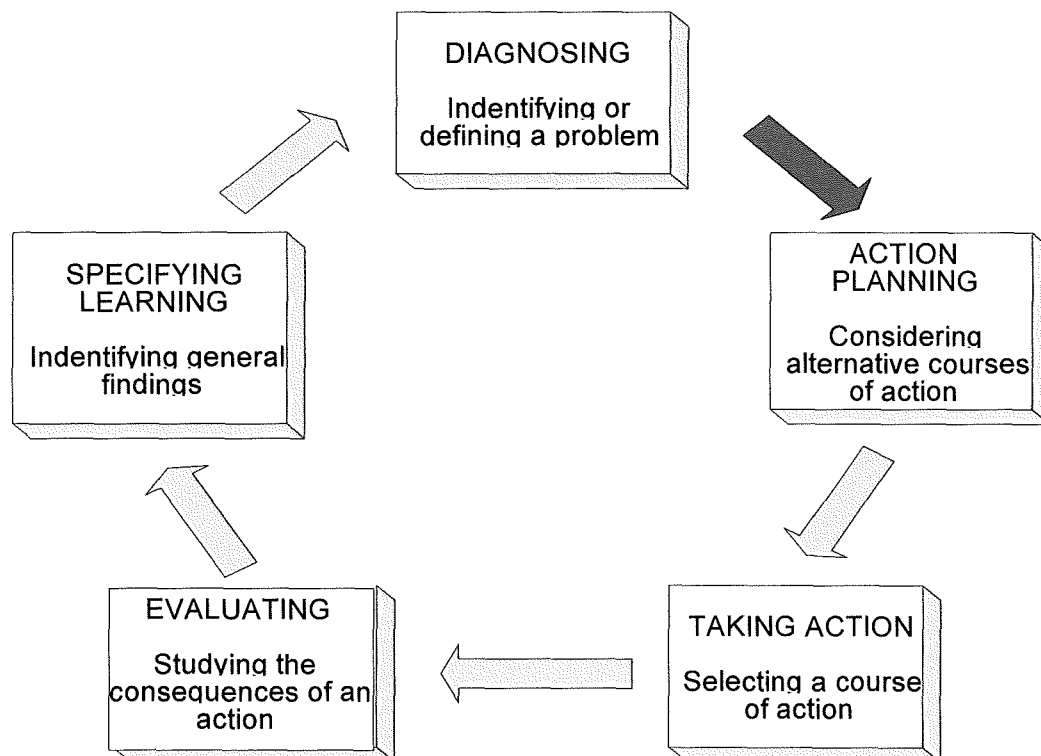 DIAGNOSING
Indentifying or
defining a problem
ACTION
PLANNING
Considering
alternative courses
of action
TAKING ACTION
Selecting a course
of action
EVALUATING
Studying the
consequences of an
action
SPECIFYING
LEARNING
Indentifying general
findings